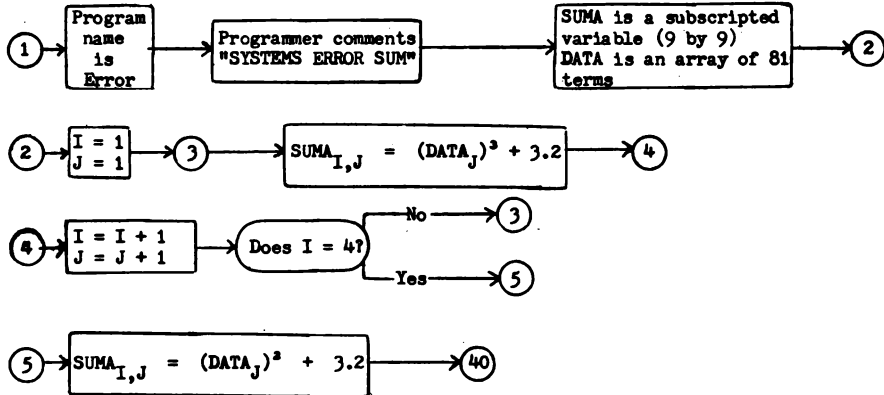 1
Program
name
is
Error
Programmer comments
"SYSTEMS ERROR SUM"
SUMA is a subscripted
variable (9 by 9)
DATA is an array of 81
terms
2
2
I = 1
J = 1
3
SUMA I,J = (DATA J)² + 3.2
4
4
I = I + 1
J = J + 1
Does I = 4?
No
3
Yes
5
5
SUMA I,J = (DATA J)² + 3.2
40